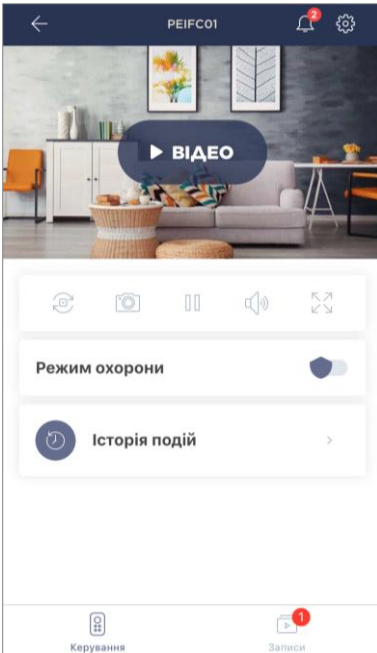 PEIFC01
2
ВІДЕО
Режим охорони
Історія подій
1
Керування
Записи